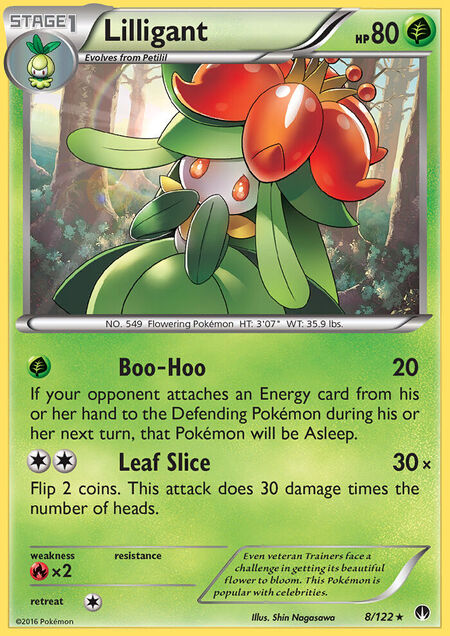 STAGE1
Lilligant
HP80
Evolves from Petilil
NO. 549 Flowering Pokémon HT: 3'07" WT: 35.9 lbs.
Boo-Hoo 20
If your opponent attaches an Energy card from his
or her hand to the Defending Pokémon during his or
her next turn, that Pokémon will be Asleep.
Leaf Slice 30×
Flip 2 coins. This attack does 30 damage times the
number of heads.
weakness resistance
×2
retreat
Even veteran Trainers face a
challenge in getting its beautiful
flower to bloom. This Pokémon is
popular with celebrities.
©2016 Pokémon
Illus. Shin Nagasawa
8/122 ★